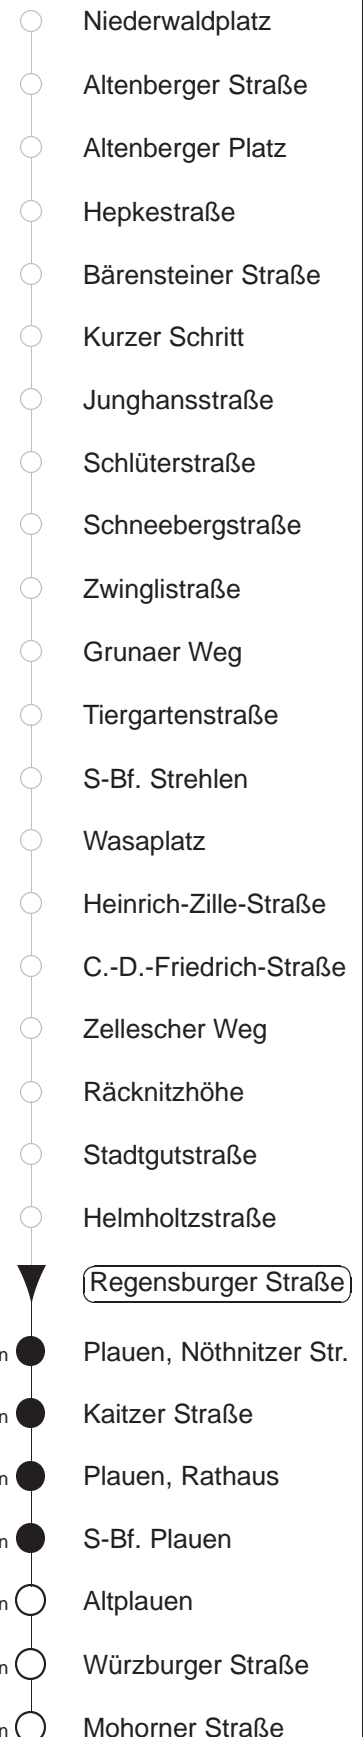 Niederwaldplatz
Altenberger Straße
Altenberger Platz
Hepkestraße
Bärensteiner Straße
Kurzer Schritt
Junghansstraße
Schlüterstraße
Schneebergstraße
Zwinglistraße
Grunaer Weg
Tiergartenstraße
S-Bf. Strehlen
Wasaplatz
Heinrich-Zille-Straße
C.-D.-Friedrich-Straße
Zellescher Weg
Räcknitzhöhe
Stadtgutstraße
Helmholtzstraße
Regensburger Straße
n Plauen, Nöthnitzer Str.
n Kaitzer Straße
n Plauen, Rathaus
n S-Bf. Plauen
n Altplauen
n Würzburger Straße
n Mohorner Straße